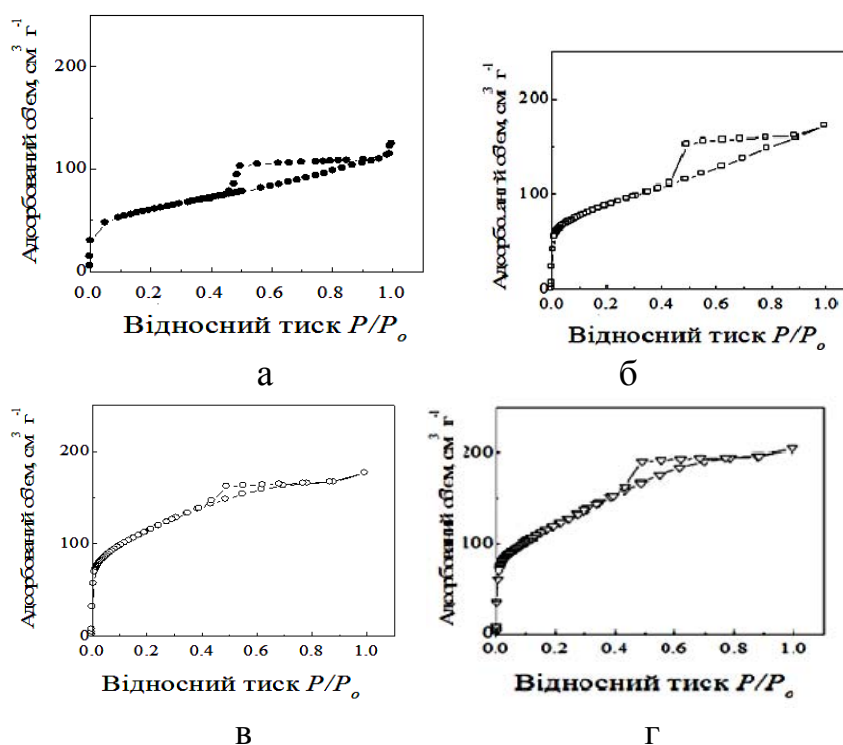 Адсорбований об'єм, см³ г⁻¹
200
100
0
0.0 0.2 0.4 0.6 0.8 1.0
Відносний тиск P/Pₒ
а
Адсорбований об'єм, см³ г⁻¹
200
100
0
0.0 0.2 0.4 0.6 0.8 1.0
Відносний тиск P/Pₒ
б
Адсорбований об'єм, см³ г⁻¹
200
100
0
0.0 0.2 0.4 0.6 0.8 1.0
Відносний тиск P/Pₒ
в
Адсорбований об'єм, см³ г⁻¹
200
100
0
0.0 0.2 0.4 0.6 0.8 1.0
Відносний тиск P/Pₒ
г